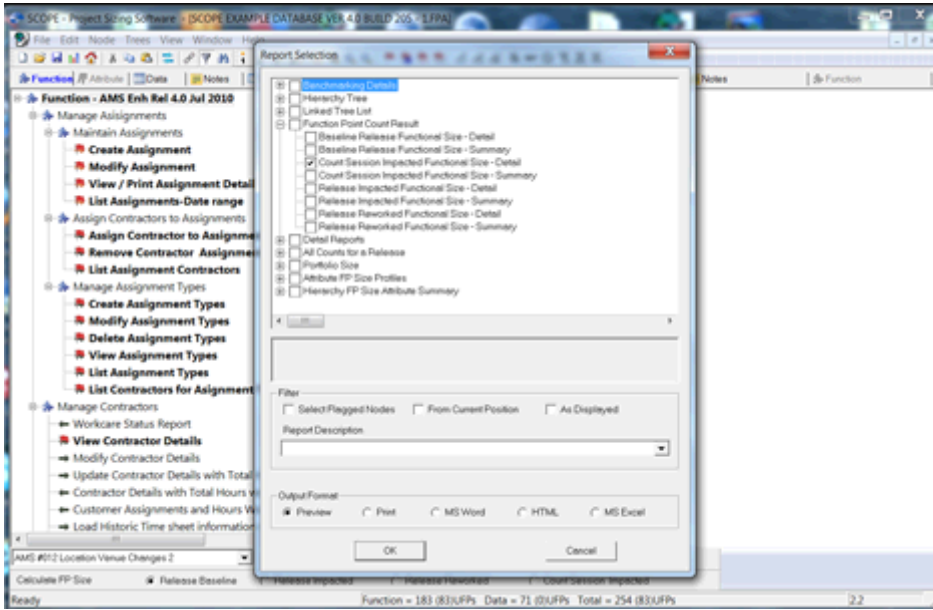 SCOPE - Project Sizing Software - [SCOPE EXAMPLE DATABASE VER 4.0 BUILD 205 - 1.FPA]
File Edit Node Trees View Window Help
Function Attribute Data Notes
Notes Function
Function - AMS Enh Rel 4.0 Jul 2010
Manage Asisignments
Maintain Assignments
Create Assignment
Modify Assignment
View / Print Assignment Detail
List Assignments-Date range
Assign Contractors to Assignments
Assign Contractor to Assignme
Remove Contractor Assignmen
List Assignment Contractors
Manage Assignment Types
Create Assignment Types
Modify Assignment Types
Delete Assignment Types
View Assignment Types
List Assignment Types
List Contractors for Asignment
Manage Contractors
Workcare Status Report
View Contractor Details
Modify Contractor Details
Update Contractor Details with Total
Contractor Details with Total Hours w
Customer Assignments and Hours W
Load Historic Time sheet information
AMS #012 Location Venue Changes 2
Calculate FP Size Release Baseline Release Impacted Release Reworked Count Session Impacted
Ready Function = 183 (83)UFPs Data = 71 (0)UFPs Total = 254 (83)UFPs 2.2
Report Selection
Benchmarking Details
Hierarchy Tree
Linked Tree List
Function Point Count Result
Baseline Release Functional Size - Detail
Baseline Release Functional Size - Summary
Count Session Impacted Functional Size - Detail
Count Session Impacted Functional Size - Summary
Release Impacted Functional Size - Detail
Release Impacted Functional Size - Summary
Release Reworked Functional Size - Detail
Release Reworked Functional Size - Summary
Detail Reports
All Counts for a Release
Portfolio Size
Attribute FP Size Profiles
Hierarchy FP Size Attribute Summary
Filter
Select Flagged Nodes From Current Position As Displayed
Report Description
Output Format
Preview Print MS Word HTML MS Excel
OK Cancel